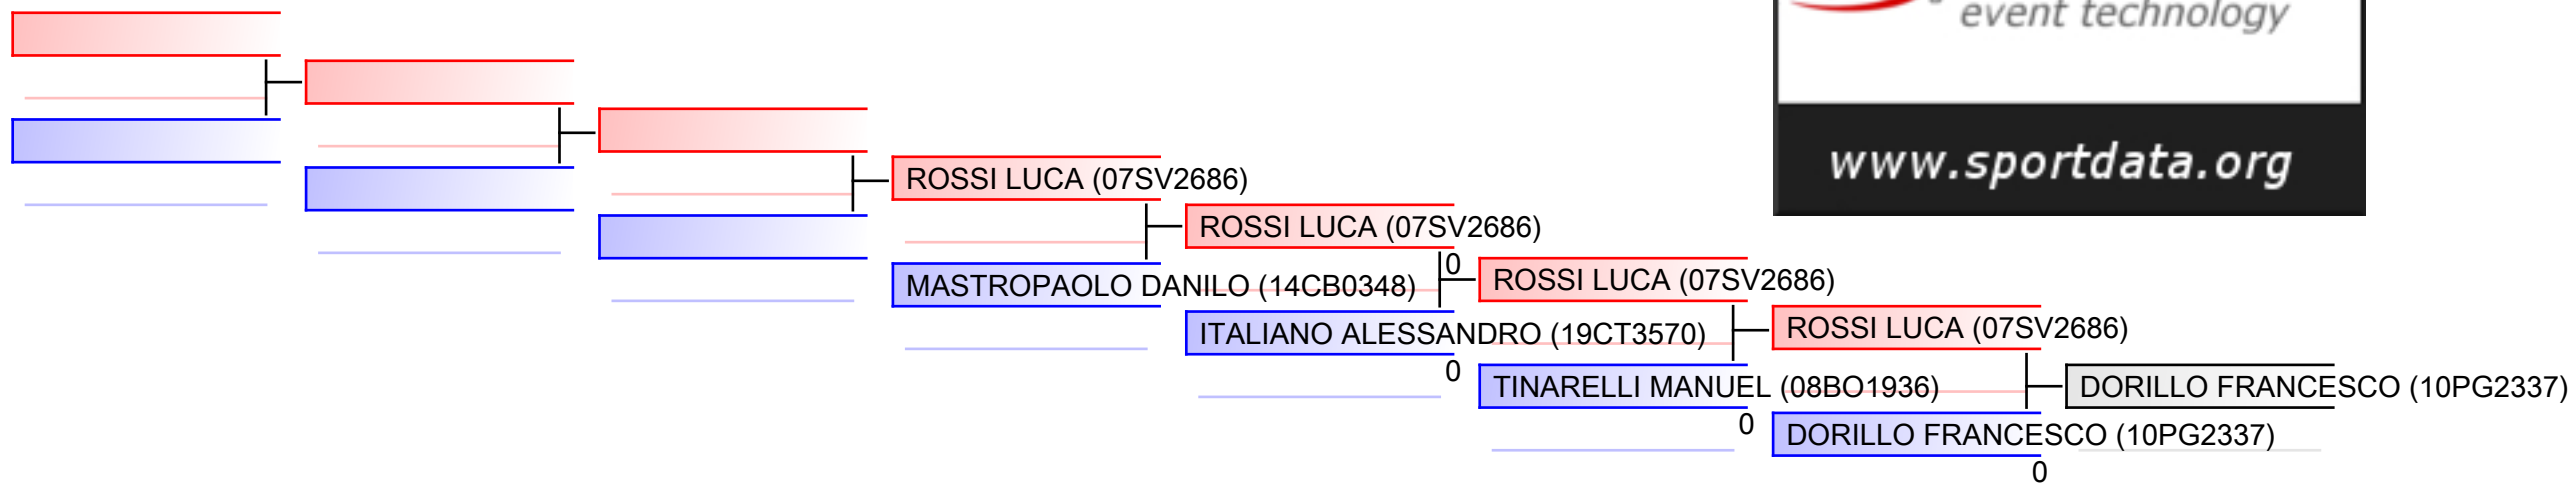 event technology
www.sportdata.org
ROSSI LUCA (07SV2686)
ROSSI LUCA (07SV2686)
0
MASTROPAOLO DANILO (14CB0348)
ROSSI LUCA (07SV2686)
ITALIANO ALESSANDRO (19CT3570)
0
ROSSI LUCA (07SV2686)
TINARELLI MANUEL (08BO1936)
0
DORILLO FRANCESCO (10PG2337)
DORILLO FRANCESCO (10PG2337)
0